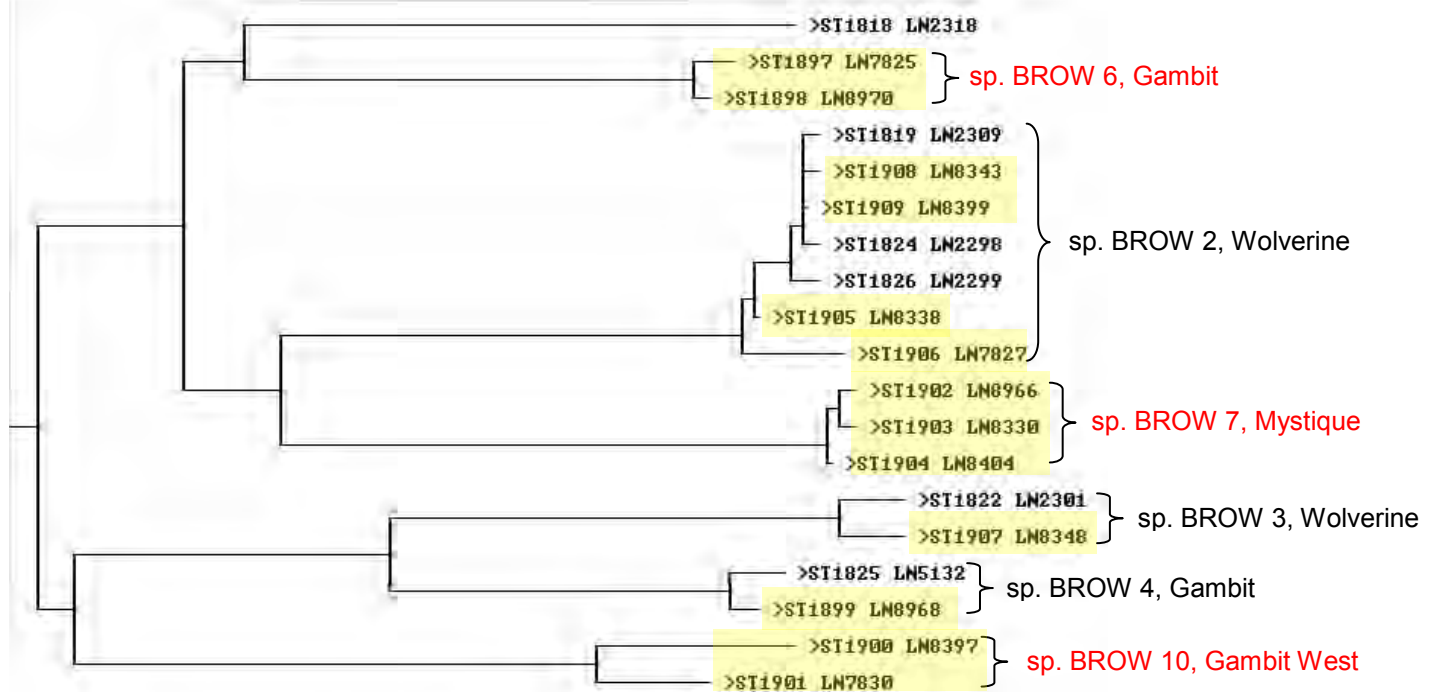 >ST1818 LN2318
>ST1897 LN7825
sp. BROW 6, Gambit
>ST1898 LN8970
>ST1819 LN2309
>ST1908 LN8343
>ST1909 LN8399
>ST1824 LN2298
sp. BROW 2, Wolverine
>ST1826 LN2299
>ST1905 LN8338
>ST1906 LN7827
>ST1902 LN8966
>ST1903 LN8330
sp. BROW 7, Mystique
>ST1904 LN8404
>ST1822 LN2301
sp. BROW 3, Wolverine
>ST1907 LN8348
>ST1825 LN5132
sp. BROW 4, Gambit
>ST1899 LN8968
>ST1900 LN8397
sp. BROW 10, Gambit West
>ST1901 LN7830